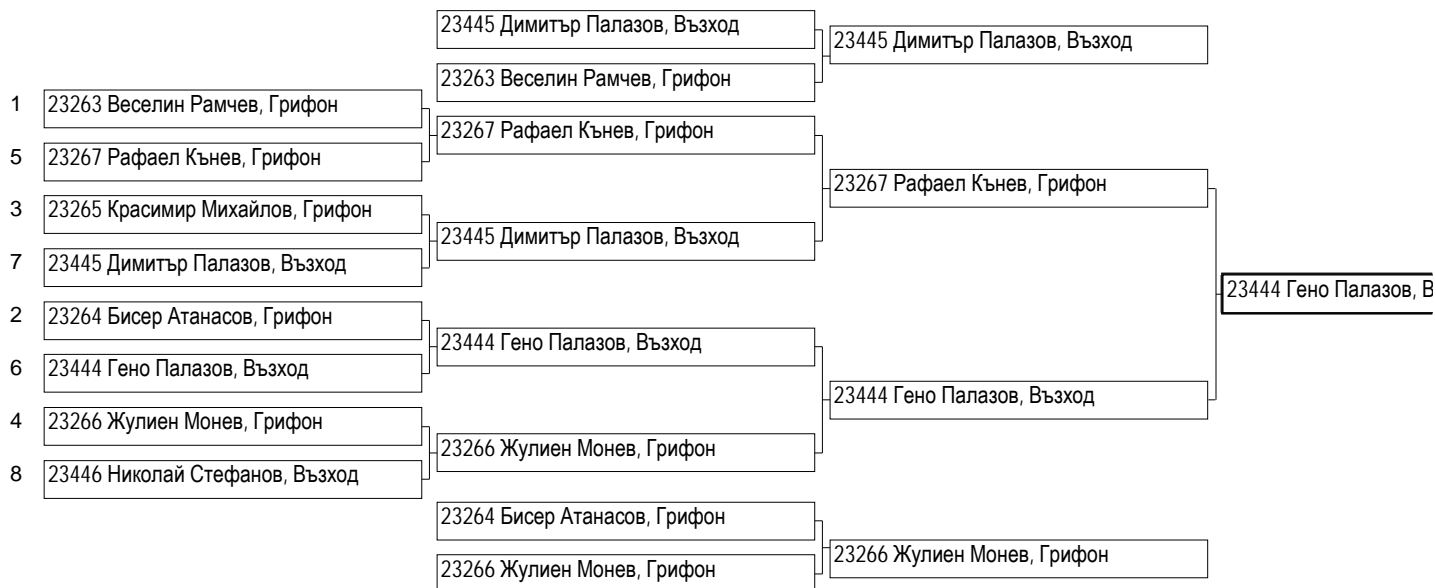 23445 Димитър Палазов, Възход
23445 Димитър Палазов, Възход
23263 Веселин Рамчев, Грифон
1 23263 Веселин Рамчев, Грифон
23267 Рафаел Кънев, Грифон
5 23267 Рафаел Кънев, Грифон
23267 Рафаел Кънев, Грифон
3 23265 Красимир Михайлов, Грифон
23445 Димитър Палазов, Възход
7 23445 Димитър Палазов, Възход
23444 Гено Палазов, В
2 23264 Бисер Атанасов, Грифон
23444 Гено Палазов, Възход
6 23444 Гено Палазов, Възход
23444 Гено Палазов, Възход
4 23266 Жулиен Монев, Грифон
23266 Жулиен Монев, Грифон
8 23446 Николай Стефанов, Възход
23264 Бисер Атанасов, Грифон
23266 Жулиен Монев, Грифон
23266 Жулиен Монев, Грифон